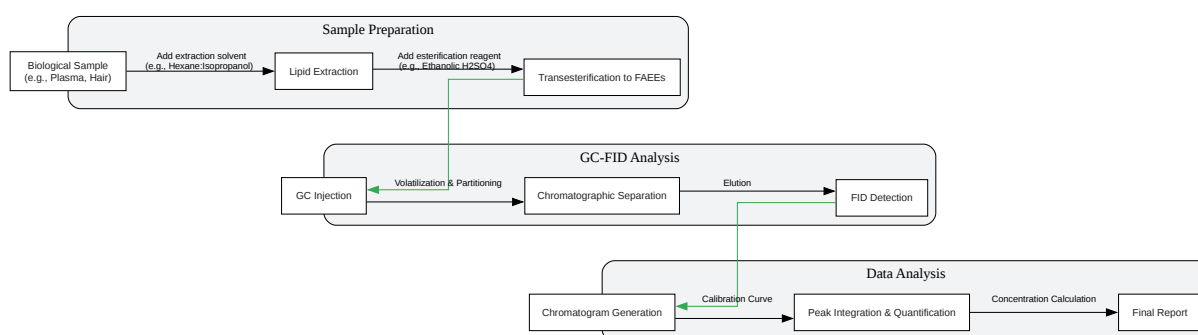 Sample Preparation
Add extraction solvent
(e.g., Hexane:Isopropanol)
Add esterification reagent
(e.g., Ethanolic H2SO4)
Biological Sample
(e.g., Plasma, Hair)
Lipid Extraction
Transesterification to FAEEs
GC-FID Analysis
Volatilization & Partitioning
Elution
GC Injection
Chromatographic Separation
FID Detection
Data Analysis
Calibration Curve
Concentration Calculation
Chromatogram Generation
Peak Integration & Quantification
Final Report